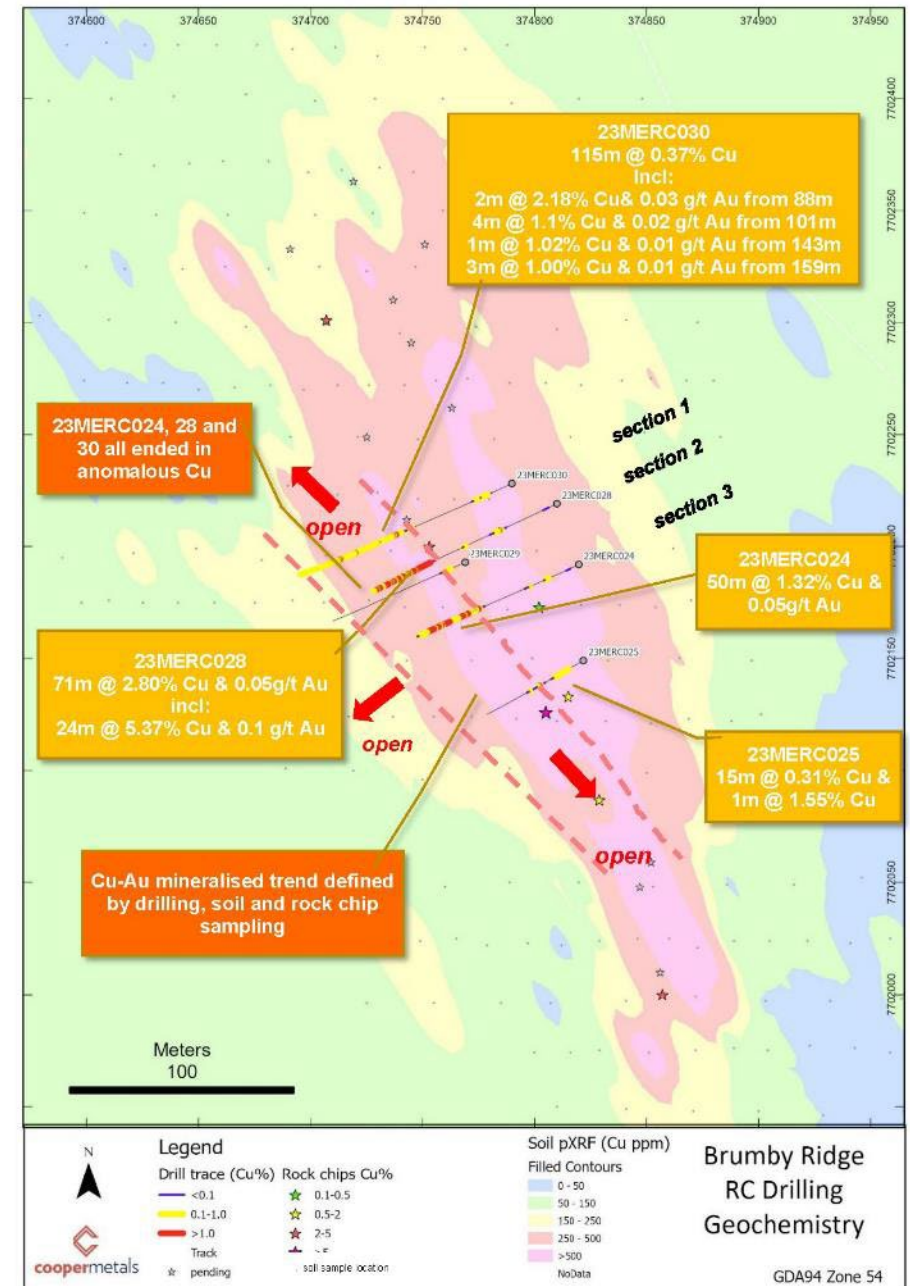 374600 374650 374700 374750 374800 374850 374900 374950
7702400
7702350
7702300
7702250
7702200
7702150
7702100
7702050
7702000
23MERC030
115m @ 0.37% Cu
Incl:
2m @ 2.18% Cu& 0.03 g/t Au from 88m
4m @ 1.1% Cu & 0.02 g/t Au from 101m
1m @ 1.02% Cu & 0.01 g/t Au from 143m
3m @ 1.00% Cu & 0.01 g/t Au from 159m
section 1
section 2
section 3
23MERC024, 28 and
30 all ended in
anomalous Cu
open
23MERC030
23MERC028
23MERC029
23MERC024
23MERC025
23MERC024
50m @ 1.32% Cu &
0.05g/t Au
23MERC028
71m @ 2.80% Cu & 0.05g/t Au
incl:
24m @ 5.37% Cu & 0.1 g/t Au
open
23MERC025
15m @ 0.31% Cu &
1m @ 1.55% Cu
open
Cu-Au mineralised trend defined
by drilling, soil and rock chip
sampling
Meters
100
N
coopermetals
Legend
Drill trace (Cu%)
<0.1
0.1-1.0
>1.0
Track
pending
Rock chips Cu%
0.1-0.5
0.5-2
2-5
soil sample location
Soil pXRF (Cu ppm)
Filled Contours
0 - 50
50 - 150
150 - 250
250 - 500
>500
NoData
Brumby Ridge
RC Drilling
Geochemistry
GDA94 Zone 54